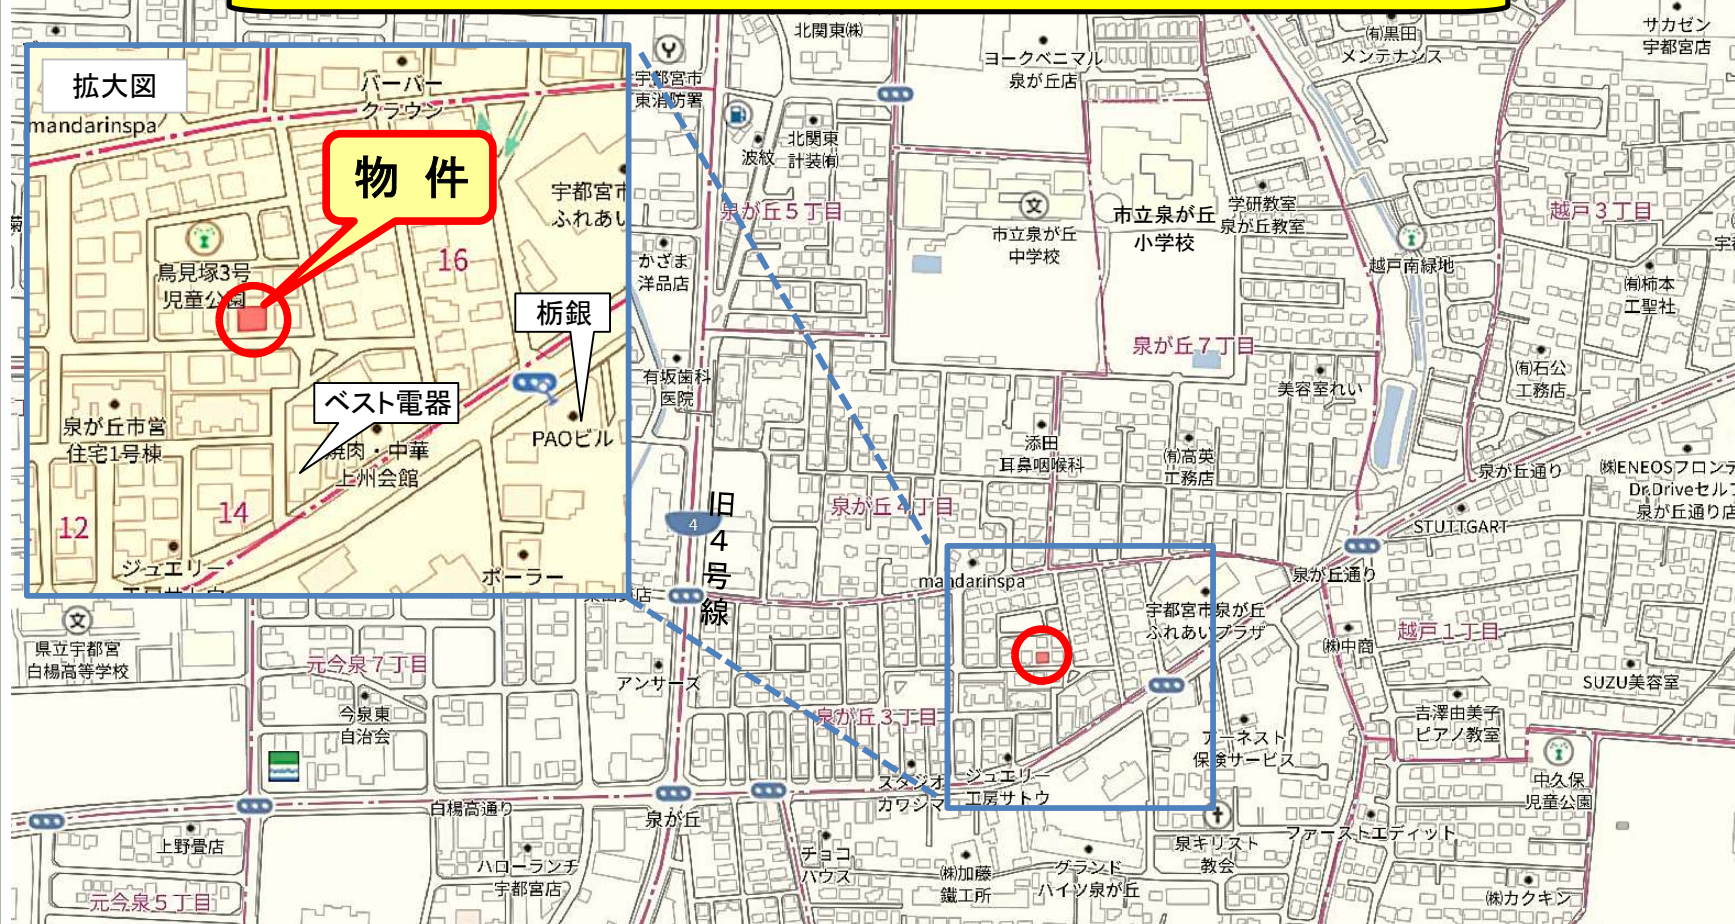 拡大図
mandarinspa
バーバー
クラウン
物 件
宇都宮市
ふれあい
鳥見塚3号
児童公園
16
栃銀
ベスト電器
泉が丘市営
住宅1号棟
焼肉・中華
上州会館
PAOビル
12
14
ジュエリー
ポーラー
北関東㈱
宇都宮市
東消防署
波紋
北関東
計装㈲
ヨークベニマル
泉が丘店
㈲黒田
メンテナンス
サカゼン
宇都宮店
泉が丘5丁目
かざま
洋品店
市立泉が丘
中学校
市立泉が丘
小学校
学研教室
泉が丘教室
越戸3丁目
越戸南緑地
㈲柿本
工聖社
泉が丘7丁目
有坂歯科
医院
美容室れい
㈲石公
工務店
添田
耳鼻咽喉科
㈲高英
工務店
泉が丘通り
㈱ENEOSフロンテ
Dr.Driveセルフ
泉が丘通り店
泉が丘4丁目
4
旧4号線
STUTTGART
mandarinspa
泉が丘通り
宇都宮市泉が丘
ふれあいプラザ
県立宇都宮
白楊高等学校
元今泉7丁目
アンサーズ
㈱中商
越戸1丁目
SUZU美容室
今泉東
自治会
泉が丘3丁目
吉澤由美子
ピアノ教室
アーネスト
保険サービス
FamilyMart
スタジオ
カワシマ
ジュエリー
工房サトウ
中久保
児童公園
白楊高通り
泉が丘
上野畳店
ハローランチ
宇都宮店
チョコ
ハウス
㈱加藤
鐵工所
グランド
ハイツ泉が丘
泉キリスト
教会
ファーストエディット
㈱カクキン
元今泉5丁目